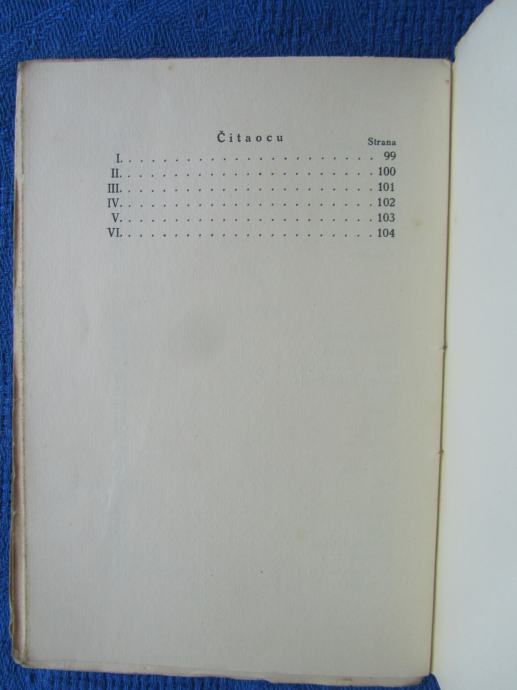 Čitaocu
Strana
I. . . . . . . . . . . . . . . . . . . . . . 99
II. . . . . . . . . . . . . . . . . . . . . . 100
III. . . . . . . . . . . . . . . . . . . . . . 101
IV. . . . . . . . . . . . . . . . . . . . . . 102
V. . . . . . . . . . . . . . . . . . . . . . 103
VI. . . . . . . . . . . . . . . . . . . . . . 104